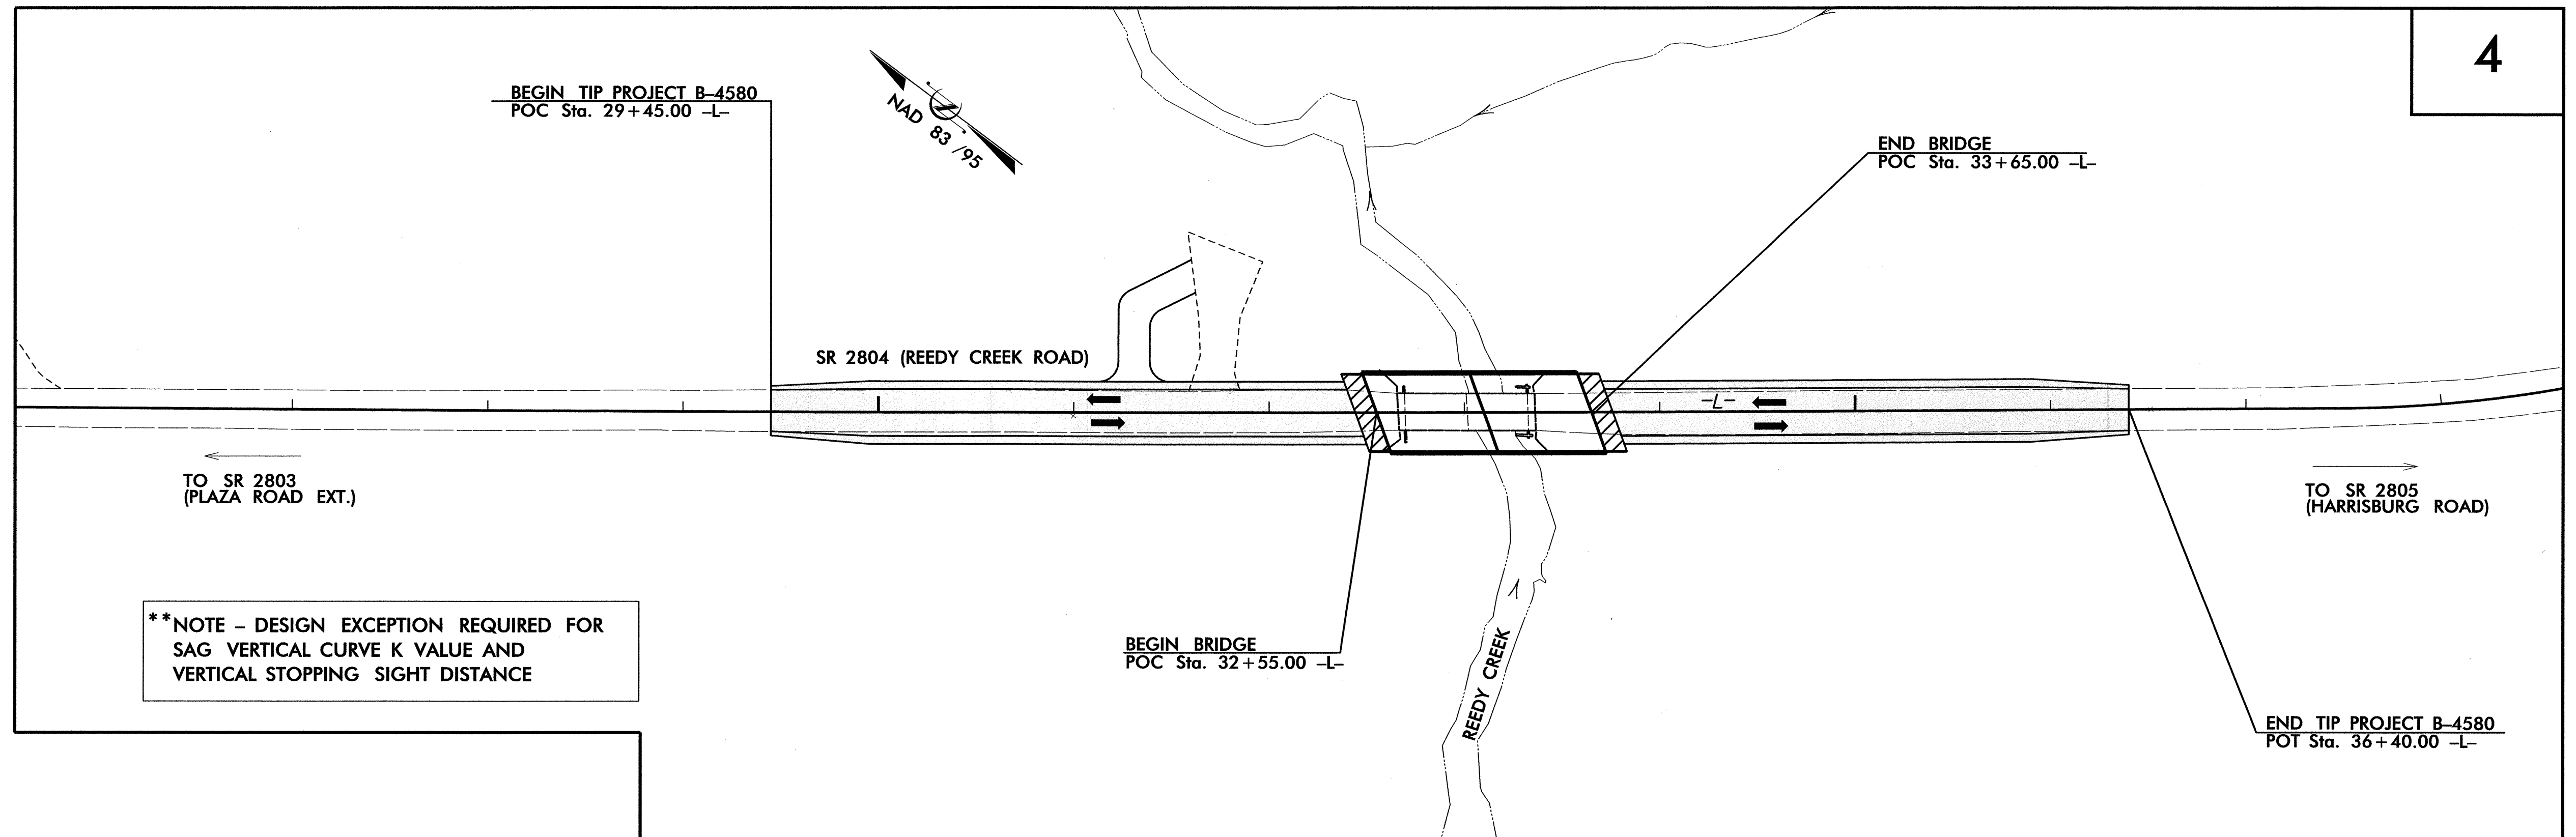 4
BEGIN TIP PROJECT B-4580
POC Sta. 29+45.00 -L-
NAD 83 /95
END BRIDGE
POC Sta. 33+65.00 -L-
SR 2804 (REEDY CREEK ROAD)
-L-
TO SR 2803
(PLAZA ROAD EXT.)
TO SR 2805
(HARRISBURG ROAD)
**NOTE - DESIGN EXCEPTION REQUIRED FOR
SAG VERTICAL CURVE K VALUE AND
VERTICAL STOPPING SIGHT DISTANCE
BEGIN BRIDGE
POC Sta. 32+55.00 -L-
REEDY CREEK
END TIP PROJECT B-4580
POT Sta. 36+40.00 -L-